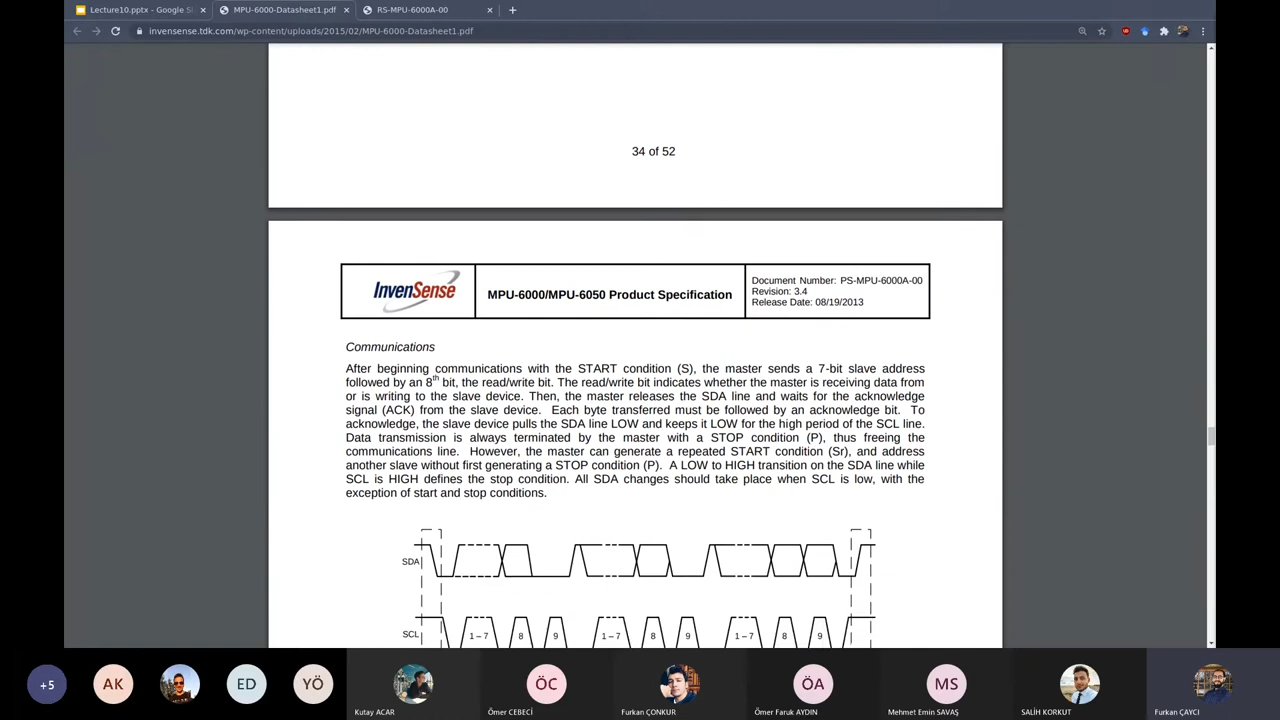 Lecture10.pptx - Google Sl
MPU-6000-Datasheet1.pdf
RS-MPU-6000A-00
invensense.tdk.com/wp-content/uploads/2015/02/MPU-6000-Datasheet1.pdf
34 of 52
InvenSense
MPU-6000/MPU-6050 Product Specification
Document Number: PS-MPU-6000A-00
Revision: 3.4
Release Date: 08/19/2013
Communications
After beginning communications with the START condition (S), the master sends a 7-bit slave address
followed by an 8th bit, the read/write bit. The read/write bit indicates whether the master is receiving data from
or is writing to the slave device. Then, the master releases the SDA line and waits for the acknowledge
signal (ACK) from the slave device. Each byte transferred must be followed by an acknowledge bit. To
acknowledge, the slave device pulls the SDA line LOW and keeps it LOW for the high period of the SCL line.
Data transmission is always terminated by the master with a STOP condition (P), thus freeing the
communications line. However, the master can generate a repeated START condition (Sr), and address
another slave without first generating a STOP condition (P). A LOW to HIGH transition on the SDA line while
SCL is HIGH defines the stop condition. All SDA changes should take place when SCL is low, with the
exception of start and stop conditions.
SDA
SCL 1 – 7 8 9 1 – 7 8 9 1 – 7 8 9
+5 AK ED YÖ ÖC ÖA MS
Kutay ACAR Ömer CEBECİ Furkan ÇONKUR Ömer Faruk AYDIN Mehmet Emin SAVAŞ SALİH KORKUT Furkan ÇAYCI